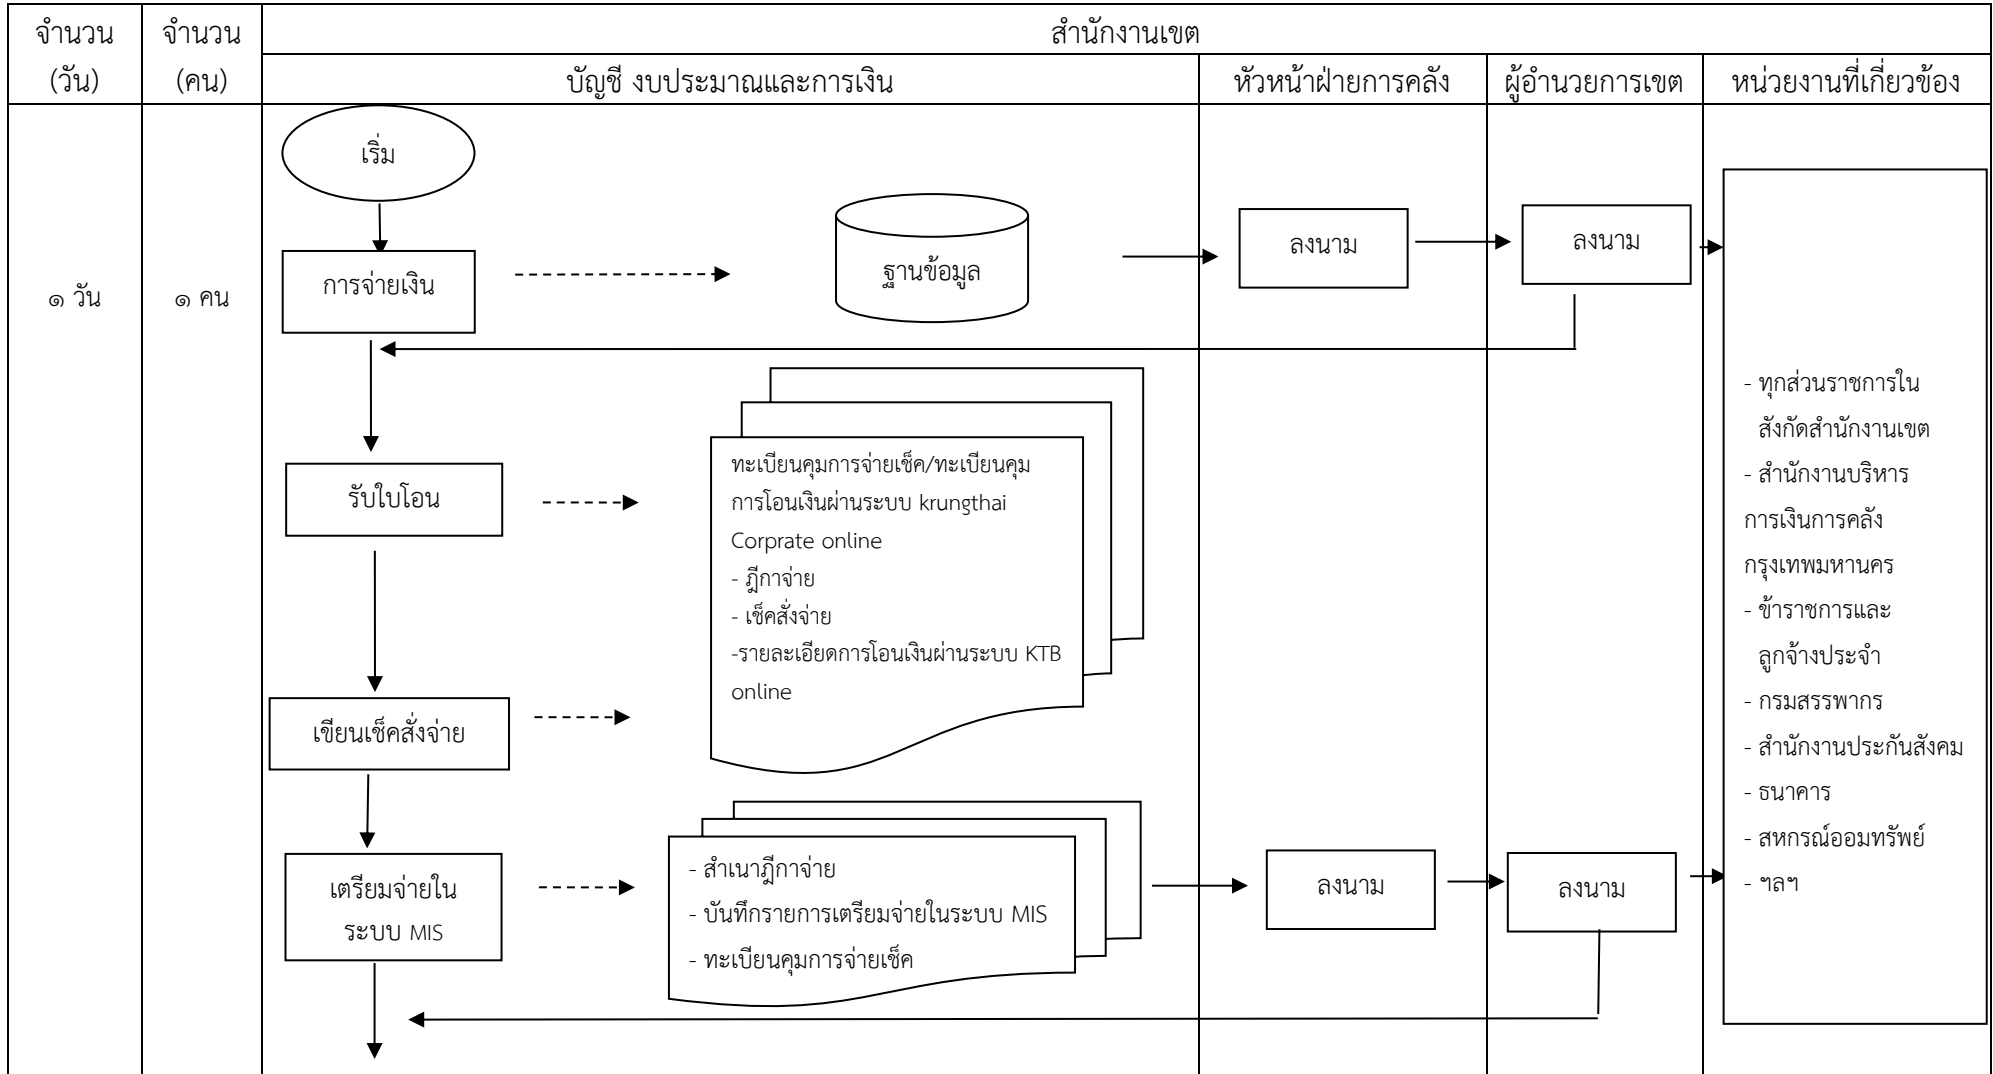 จำนวน
(วัน)
จำนวน
(คน)
สำนักงานเขต
บัญชี งบประมาณและการเงิน
หัวหน้าฝ่ายการคลัง
ผู้อำนวยการเขต
หน่วยงานที่เกี่ยวข้อง
๑ วัน
๑ คน
เริ่ม
การจ่ายเงิน
ฐานข้อมูล
ลงนาม
ลงนาม
รับใบโอน
ทะเบียนคุมการจ่ายเช็ค/ทะเบียนคุม
การโอนเงินผ่านระบบ krungthai
Corprate online
- ฎีกาจ่าย
- เช็คสั่งจ่าย
-รายละเอียดการโอนเงินผ่านระบบ KTB
online
เขียนเช็คสั่งจ่าย
เตรียมจ่ายใน
ระบบ MIS
- สำเนาฎีกาจ่าย
- บันทึกรายการเตรียมจ่ายในระบบ MIS
- ทะเบียนคุมการจ่ายเช็ค
ลงนาม
ลงนาม
- ทุกส่วนราชการใน
สังกัดสำนักงานเขต
- สำนักงานบริหาร
การเงินการคลัง
กรุงเทพมหานคร
- ข้าราชการและ
ลูกจ้างประจำ
- กรมสรรพากร
- สำนักงานประกันสังคม
- ธนาคาร
- สหกรณ์ออมทรัพย์
- ฯลฯ